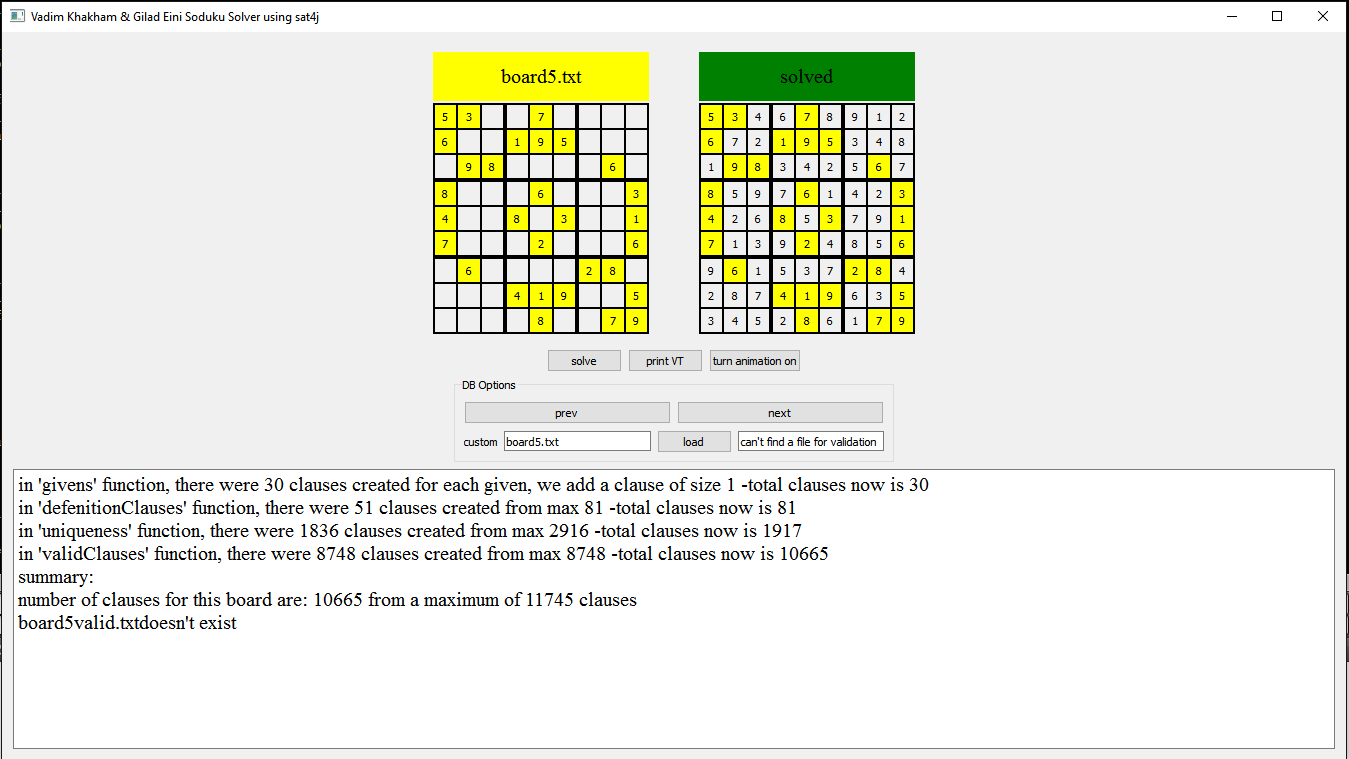 Vadim Khakham & Gilad Eini Soduku Solver using sat4j
board5.txt
5 3 7
6 1 9 5
9 8 6
8 6 3
4 8 3 1
7 2 6
6 2 8
4 1 9 5
8 7 9
solved
5 3 4 6 7 8 9 1 2
6 7 2 1 9 5 3 4 8
1 9 8 3 4 2 5 6 7
8 5 9 7 6 1 4 2 3
4 2 6 8 5 3 7 9 1
7 1 3 9 2 4 8 5 6
9 6 1 5 3 7 2 8 4
2 8 7 4 1 9 6 3 5
3 4 5 2 8 6 1 7 9
solve print VT turn animation on
DB Options
prev next
custom board5.txt load can't find a file for validation
in 'givens' function, there were 30 clauses created for each given, we add a clause of size 1 -total clauses now is 30
in 'defenitionClauses' function, there were 51 clauses created from max 81 -total clauses now is 81
in 'uniqueness' function, there were 1836 clauses created from max 2916 -total clauses now is 1917
in 'validClauses' function, there were 8748 clauses created from max 8748 -total clauses now is 10665
summary:
number of clauses for this board are: 10665 from a maximum of 11745 clauses
board5valid.txtdoesn't exist